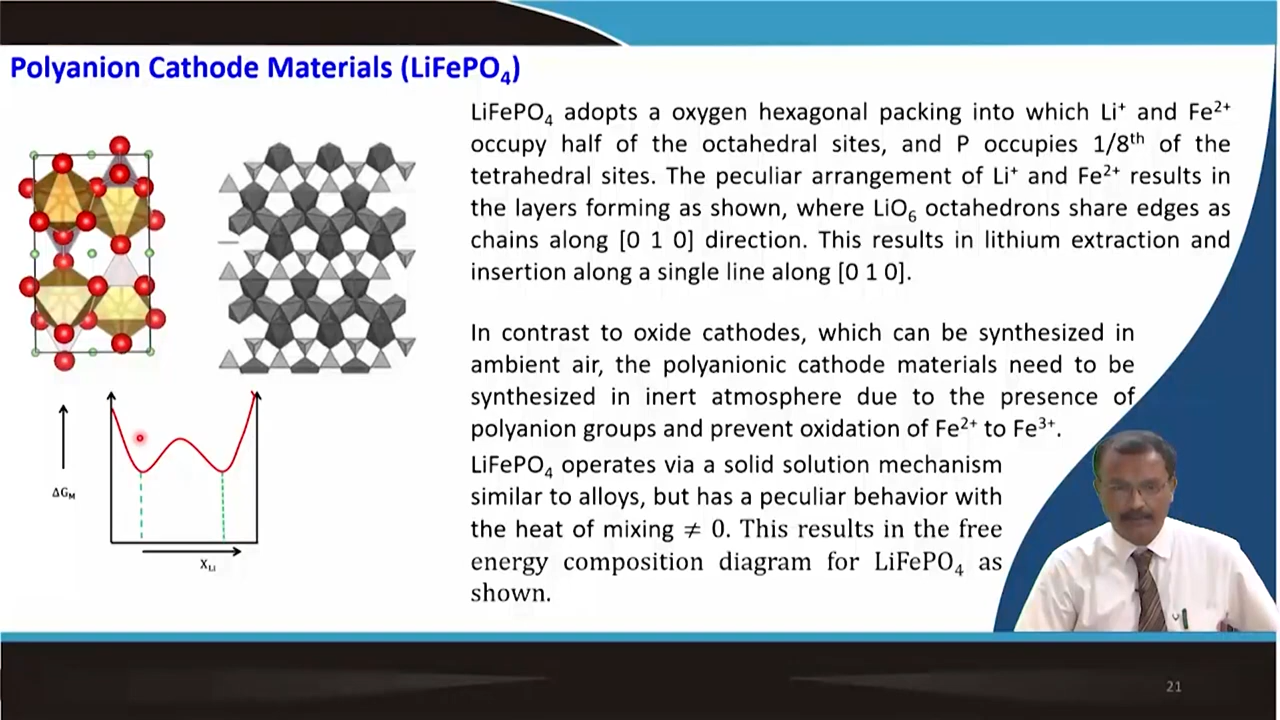 Polyanion Cathode Materials (LiFePO₄)
LiFePO₄ adopts a oxygen hexagonal packing into which Li⁺ and Fe²⁺
occupy half of the octahedral sites, and P occupies 1/8ᵗʰ of the
tetrahedral sites. The peculiar arrangement of Li⁺ and Fe²⁺ results in
the layers forming as shown, where LiO₆ octahedrons share edges as
chains along [0 1 0] direction. This results in lithium extraction and
insertion along a single line along [0 1 0].
In contrast to oxide cathodes, which can be synthesized in
ambient air, the polyanionic cathode materials need to be
synthesized in inert atmosphere due to the presence of
polyanion groups and prevent oxidation of Fe²⁺ to Fe³⁺.
LiFePO₄ operates via a solid solution mechanism
similar to alloys, but has a peculiar behavior with
the heat of mixing ≠ 0. This results in the free
energy composition diagram for LiFePO₄ as
shown.
ΔG_M
X_Li
21